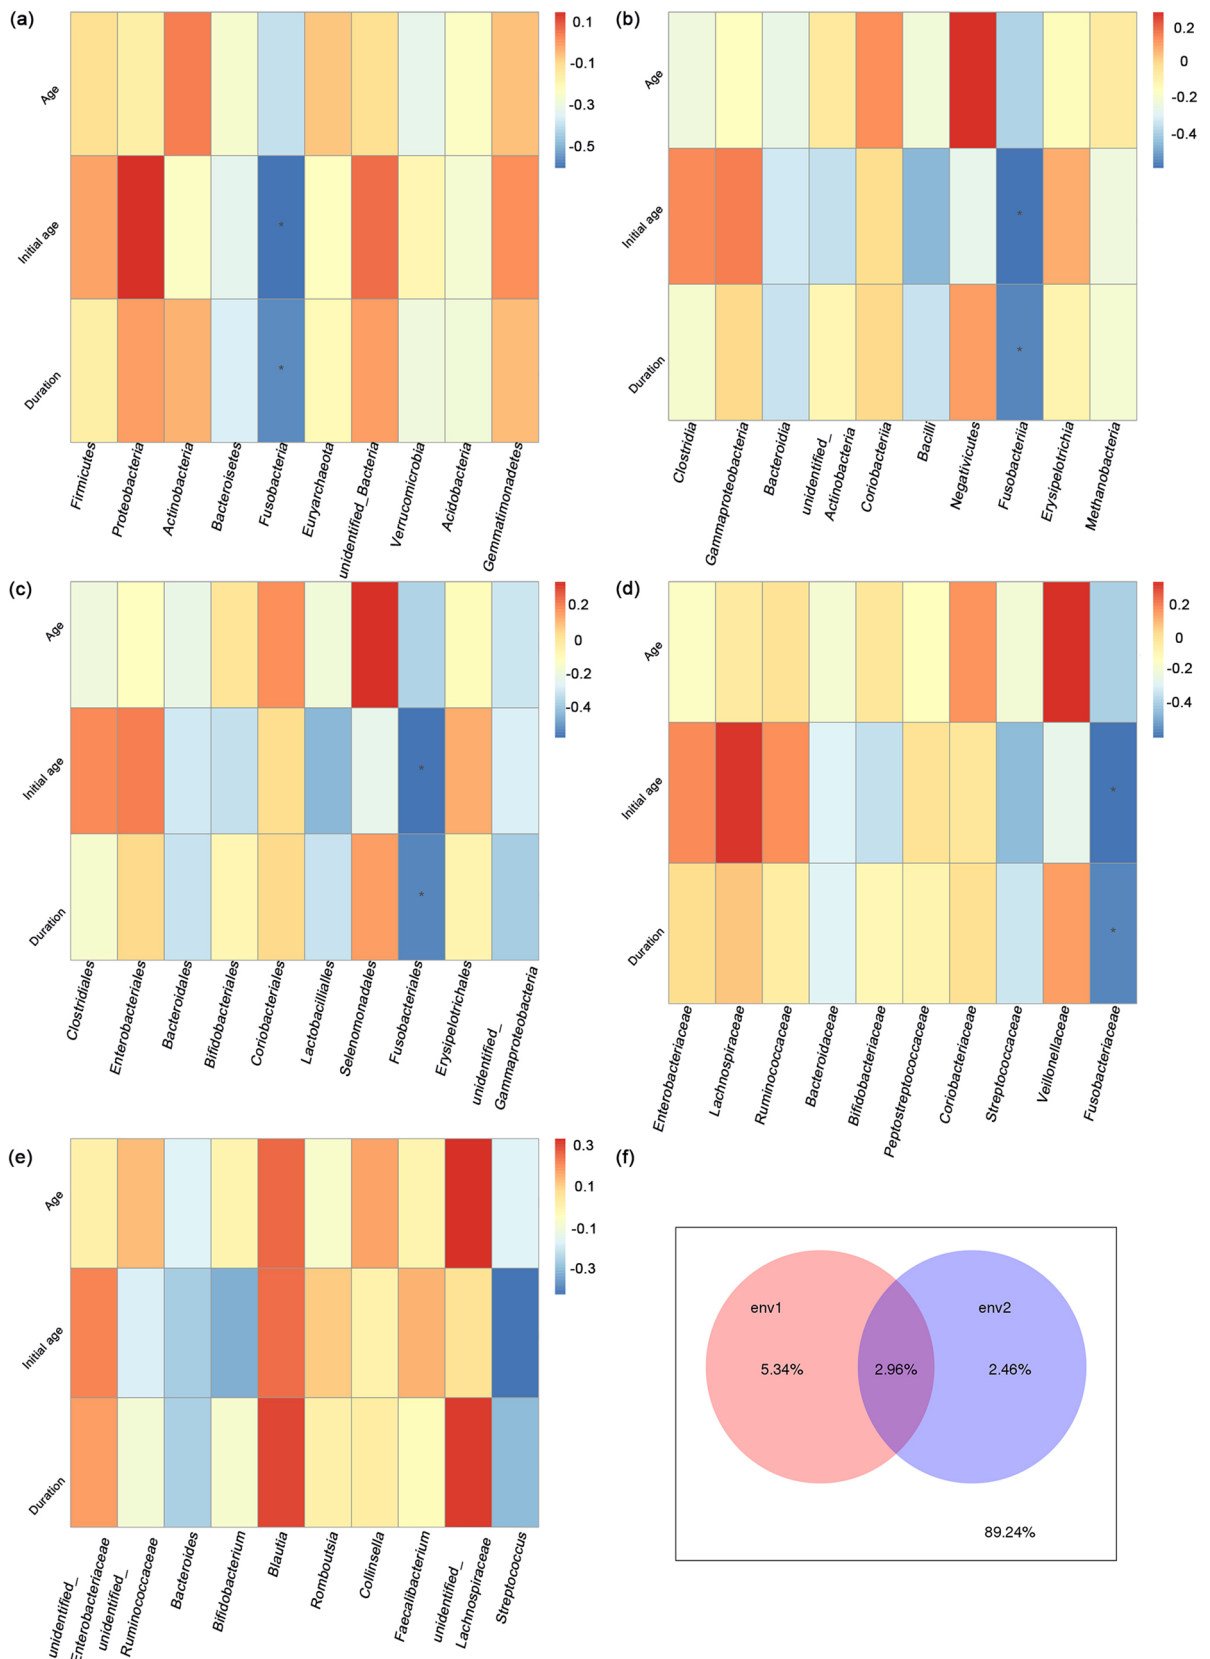 (a)
0.1
-0.1
-0.3
-0.5
Age
Initial age
Duration
*
*
Firmicutes
Proteobacteria
Actinobacteria
Bacteroisetes
Fusobacteria
Euryarchaeota
unidentified_Bacteria
Verrucomicrobia
Acidobacteria
Gemmatimonadetes
(b)
0.2
0
-0.2
-0.4
Age
Initial age
Duration
*
*
Clostridia
Gammaproteobacteria
Bacteroidia
unidentified_
Actinobacteria
Coriobacteriia
Bacilli
Negativicutes
Fusobacteriia
Erysipelotrichia
Methanobacteria
(c)
0.2
0
-0.2
-0.4
Age
Initial age
Duration
*
*
Clostridiales
Enterobacteriales
Bacteroidales
Bifidobacteriales
Coriobacteriales
Lactobacillialles
Selenomonadales
Fusobacteriales
Erysipelotrichales
unidentified_
Gammaproteobacteria
(d)
0.2
0
-0.2
-0.4
Age
Initial age
Duration
*
*
Enterobacteriaceae
Lachnospiraceae
Ruminococcaceae
Bacteroidaceae
Bifidobacteriaceae
Peptostreptococcaceae
Coriobacteriaceae
Streptococcaceae
Veillonellaceae
Fusobacteriaceae
(e)
0.3
0.1
-0.1
-0.3
Age
Initial age
Duration
unidentified_
Enterobacteriaceae
unidentified_
Ruminococcaceae
Bacteroides
Bifidobacterium
Blautia
Romboutsia
Collinsella
Faecalibacterium
unidentified_
Lachnospiraceae
Streptococcus
(f)
env1
env2
5.34%
2.96%
2.46%
89.24%